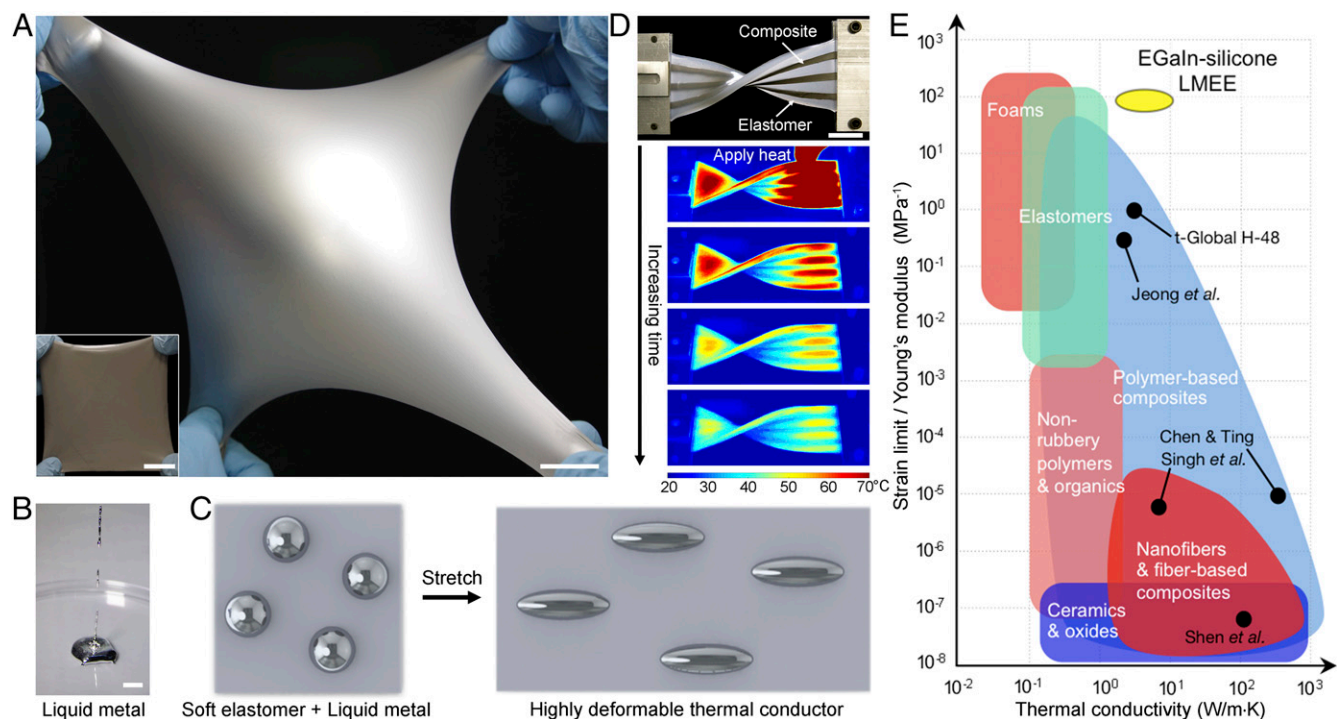 A
D
Composite
Elastomer
Apply heat
Increasing time
20 30 40 50 60 70°C
B
Liquid metal
C
Stretch
Soft elastomer + Liquid metal
Highly deformable thermal conductor
E
Strain limit / Young's modulus (MPa⁻¹)
10³
10²
10¹
10⁰
10⁻¹
10⁻²
10⁻³
10⁻⁴
10⁻⁵
10⁻⁶
10⁻⁷
10⁻⁸
EGaIn-silicone
LMEE
Foams
Elastomers
t-Global H-48
Jeong et al.
Polymer-based
composites
Non-
rubbery
polymers
& organics
Chen & Ting
Singh et al.
Nanofibers
& fiber-based
composites
Ceramics
& oxides
Shen et al.
10⁻² 10⁻¹ 10⁰ 10¹ 10² 10³
Thermal conductivity (W/m·K)